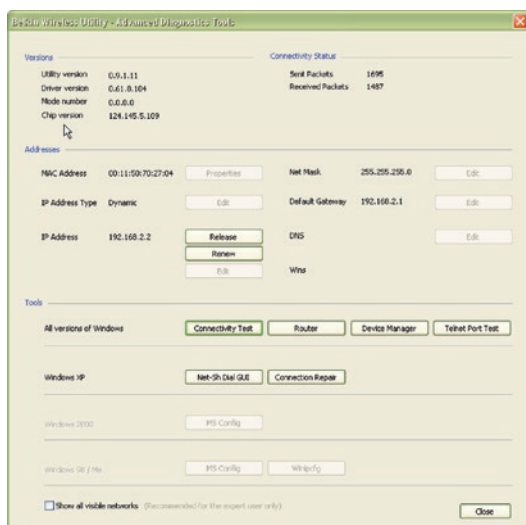 Belkin Wireless Utility - Advanced Diagnostics Tools
Versions
Utility version 0.9.1.11
Driver version 0.61.8.104
Mode number 0.0.0.0
Chip version 124.145.5.109
Connectivity Status
Sent Packets 1695
Received Packets 1487
Addresses
MAC Address 00:11:50:70:27:04 Properties
Net Mask 255.255.255.0 Edit
IP Address Type Dynamic Edit
Default Gateway 192.168.2.1 Edit
IP Address 192.168.2.2 Release
Renew
Edit
DNS Edit
Wins
Tools
All versions of Windows Connectivity Test Router Device Manager Telnet Port Test
Windows XP Net-Sh Dial GUI Connection Repair
Windows 2000 MS Config
Windows 98 / Me MS Config Winipcfg
Show all visible networks (Recommended for the expert user only)
Close